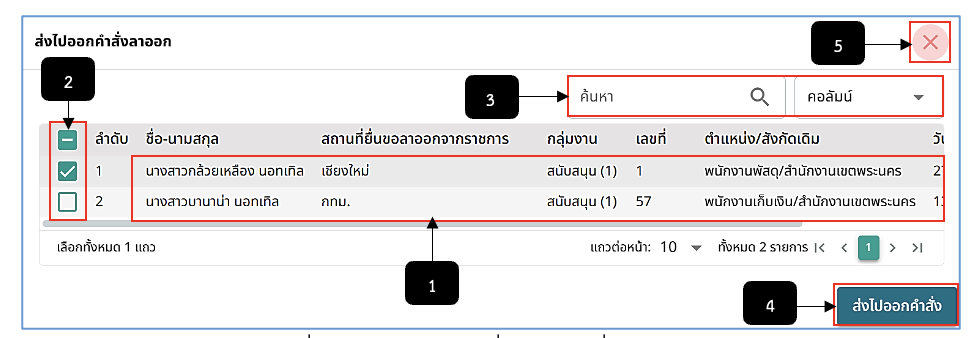 ส่งไปออกคำสั่งลาออก
5
2
3
ค้นหา
คอลัมน์
ลำดับ ชื่อ-นามสกุล สถานที่ยื่นขอลาออกจากราชการ กลุ่มงาน เลขที่ ตำแหน่ง/สังกัดเดิม
1 นางสาวกล้วยเหลือง นอทเทิล เชียงใหม่ สนับสนุน (1) 1 พนักงานพัสดุ/สำนักงานเขตพระนคร
2 นางสาวบานาน่า นอทเทิล กทม. สนับสนุน (1) 57 พนักงานเก็บเงิน/สำนักงานเขตพระนคร
เลือกทั้งหมด 1 แถว แถวต่อหน้า: 10 ทั้งหมด 2 รายการ |< < 1 > >|
1
4
ส่งไปออกคำสั่ง